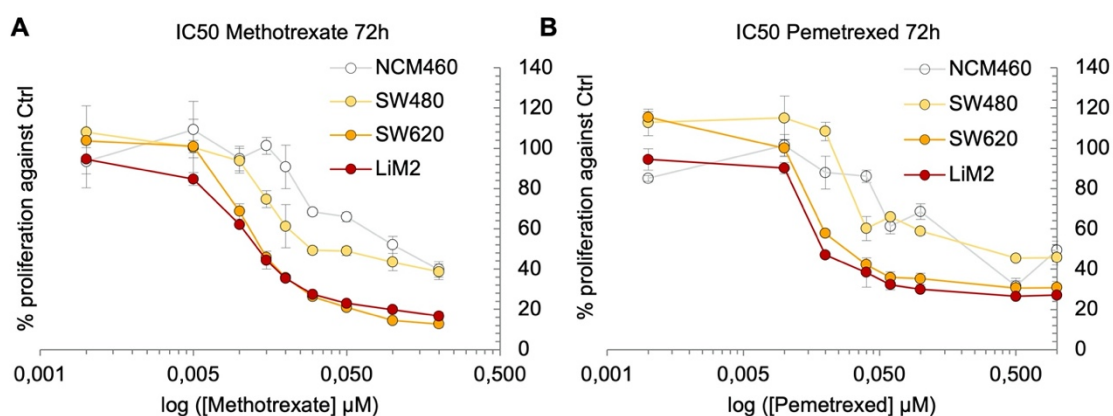 A
IC50 Methotrexate 72h
% proliferation against Ctrl
NCM460
SW480
SW620
LiM2
140
120
100
80
60
40
20
0
0,001 0,005 0,050 0,500
log ([Methotrexate] µM)
B
IC50 Pemetrexed 72h
% proliferation against Ctrl
NCM460
SW480
SW620
LiM2
140
120
100
80
60
40
20
0
0,001 0,005 0,050 0,500
log ([Pemetrexed] µM)